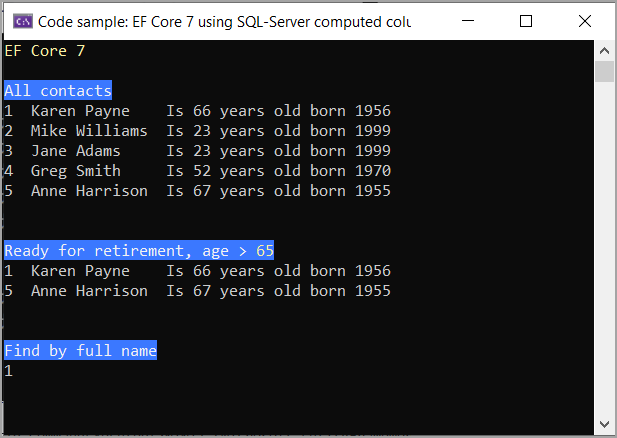 Code sample: EF Core 7 using SQL-Server computed colu
EF Core 7
All contacts
1  Karen Payne    Is 66 years old born 1956
2  Mike Williams  Is 23 years old born 1999
3  Jane Adams     Is 23 years old born 1999
4  Greg Smith     Is 52 years old born 1970
5  Anne Harrison  Is 67 years old born 1955
Ready for retirement, age > 65
1  Karen Payne    Is 66 years old born 1956
5  Anne Harrison  Is 67 years old born 1955
Find by full name
1